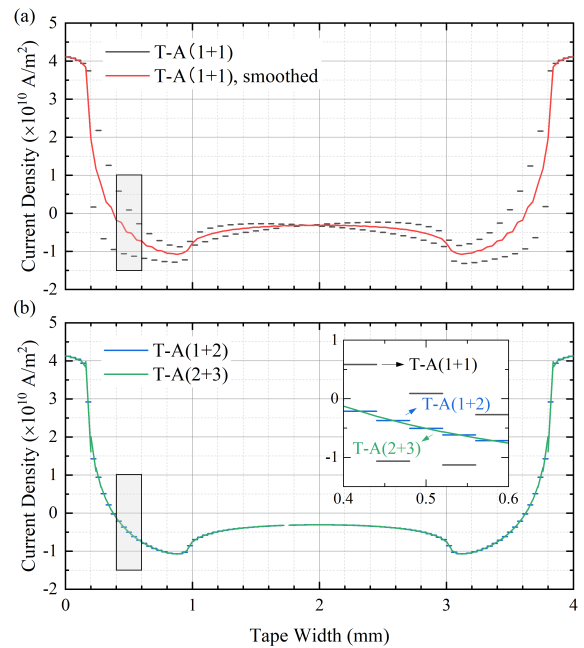 (a)
5
4
3
2
1
0
-1
-2
Current Density (×10¹⁰ A/m²)
T-A（1+1）
T-A(1+1), smoothed
(b)
5
4
3
2
1
0
-1
-2
Current Density (×10¹⁰ A/m²)
T-A(1+2)
T-A(2+3)
1
0
-1
T-A(1+1)
T-A(1+2)
T-A(2+3)
0.4 0.5 0.6
0 1 2 3 4
Tape Width (mm)